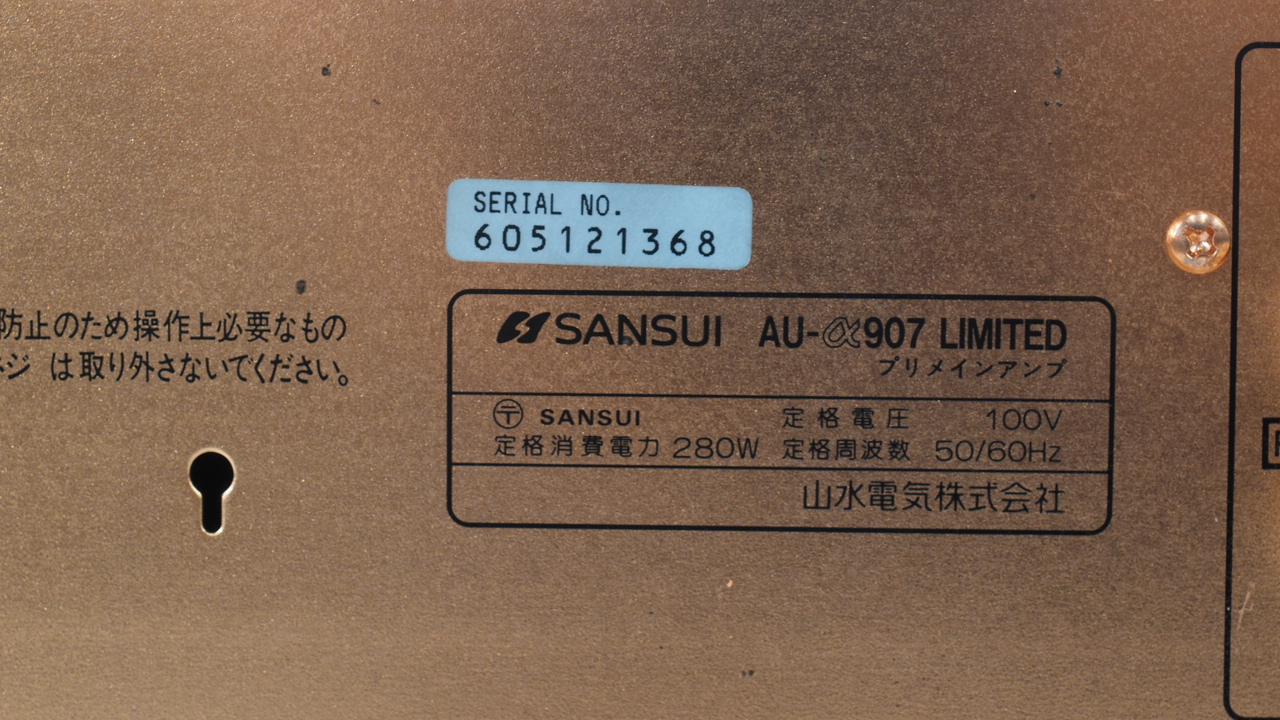 SERIAL NO.
605121368
防止のため操作上必要なもの
ネジ は取り外さないでください。
SANSUI AU-α907 LIMITED
プリメインアンプ
〒 SANSUI 定格電圧 100V
定格消費電力 280W 定格周波数 50/60Hz
山水電気株式会社